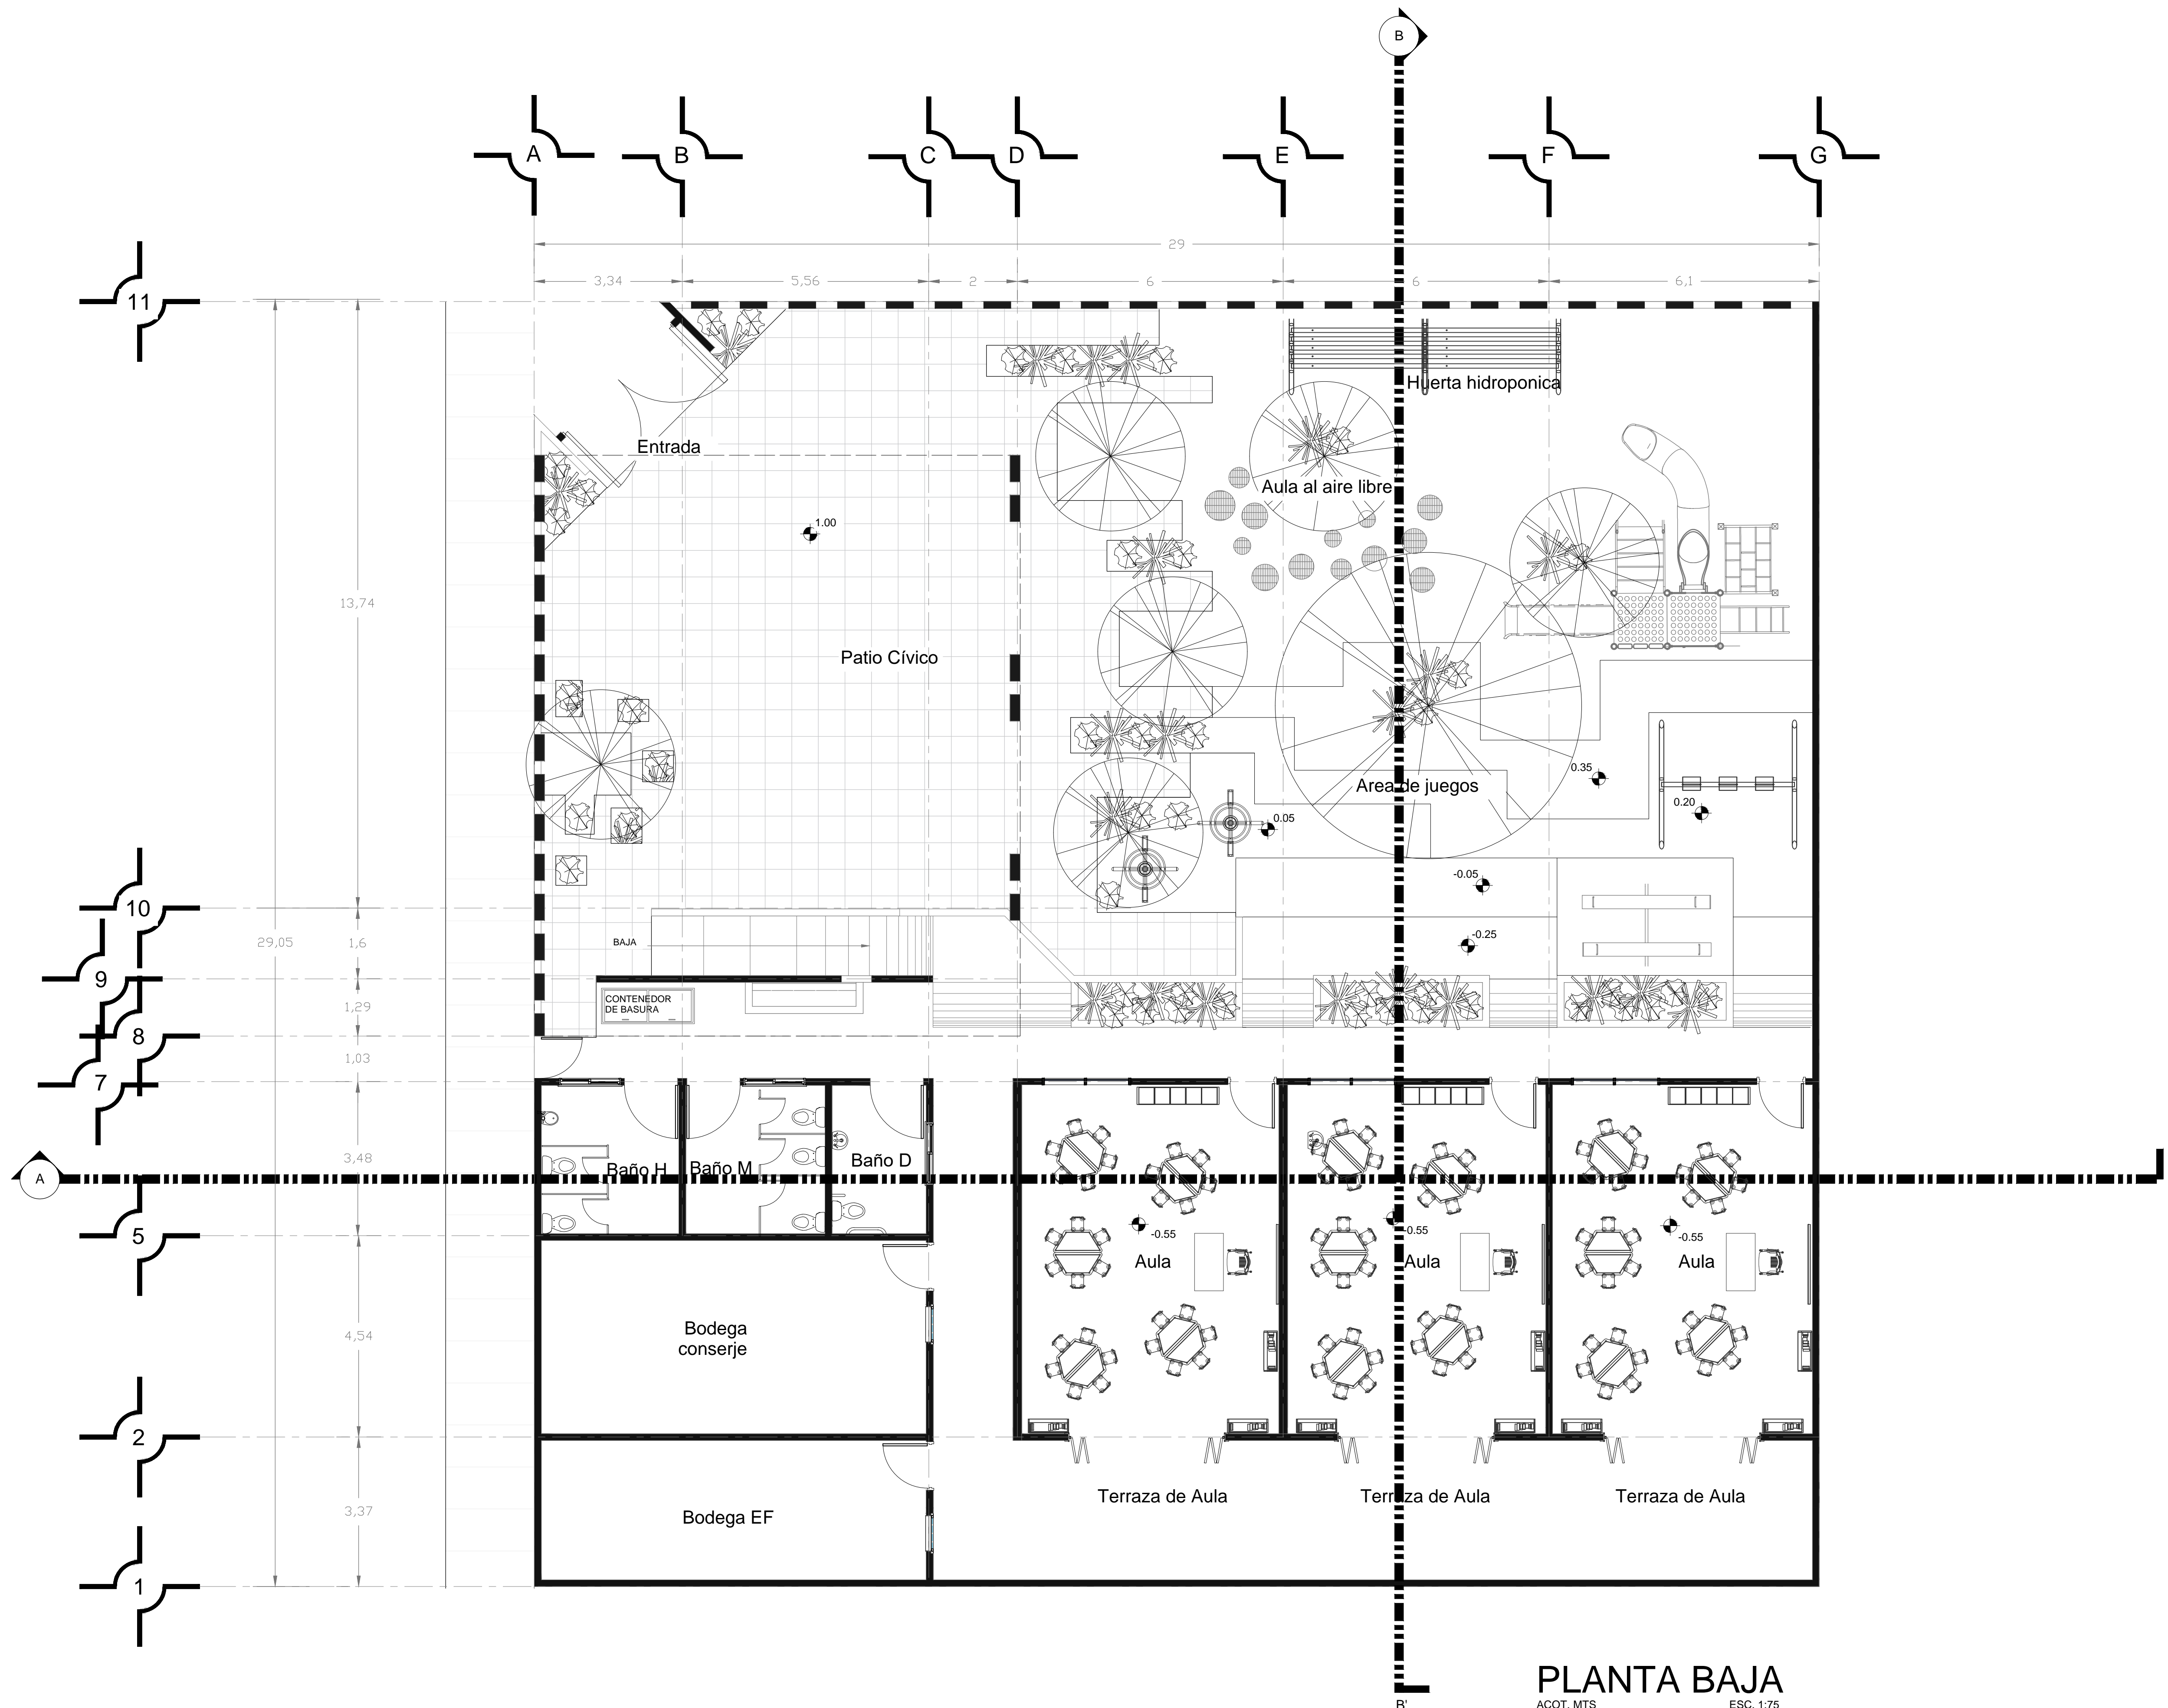 B
A
B
C
D
E
F
G
29
3,34
5,56
2
6
6
6,1
11
Huerta hidroponica
Entrada
Aula al aire libre
1.00
13,74
Patio Cívico
0.35
Area de juegos
0.20
0.05
-0.05
10
29,05
1,6
BAJA
-0.25
9
1,29
CONTENEDOR
DE BASURA
8
1,03
7
3,48
Baño H
Baño M
Baño D
A
5
-0.55
-0.55
-0.55
Aula
Aula
Aula
4,54
Bodega
conserje
2
Terraza de Aula
Terraza de Aula
Terraza de Aula
3,37
Bodega EF
1
PLANTA BAJA
B'
ACOT. MTS
ESC. 1:75